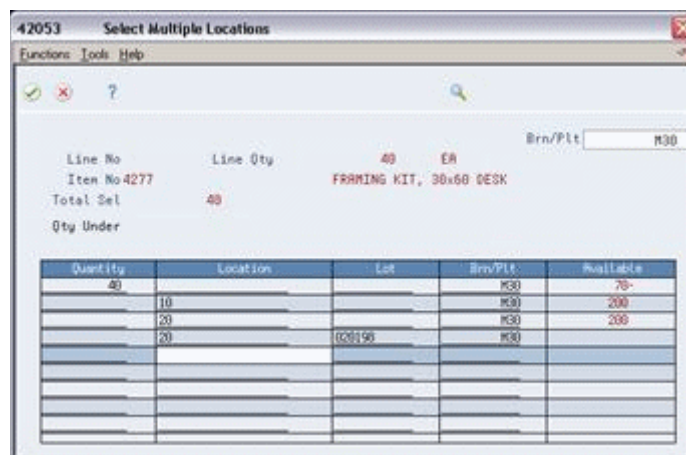 42053 Select Multiple Locations
Functions Tools Help
?
Brn/Plt M30
Line No Line Qty 40 EA
Item No 4277 FRAMING KIT, 30x60 DESK
Total Sel 40
Qty Under
Quantity Location Lot Brn/Plt Available
40 M30 70-
10 M30 200
20 M30 200
20 020198 M30